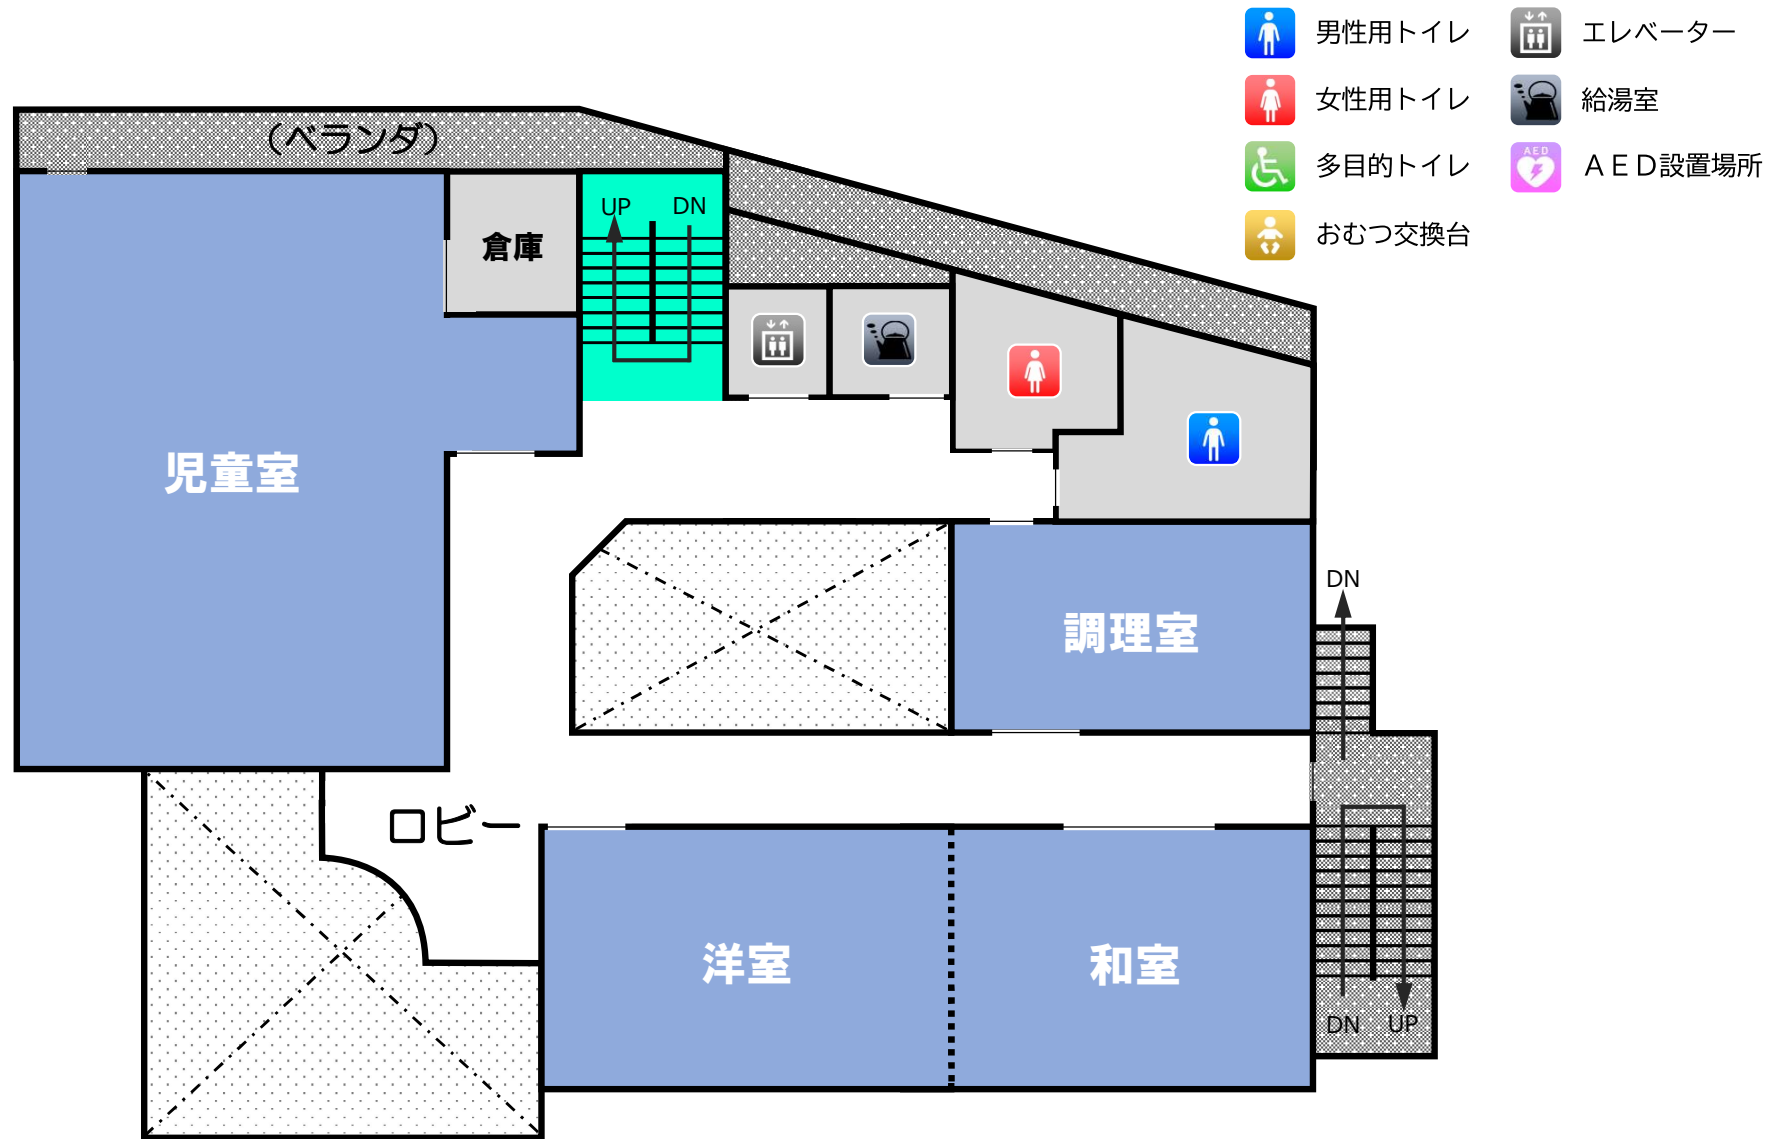 男性用トイレ
エレベーター
女性用トイレ
給湯室
多目的トイレ
AED
ＡＥＤ設置場所
おむつ交換台
（ベランダ）
UP
DN
倉庫
児童室
調理室
DN
ロビー
洋室
和室
DN
UP